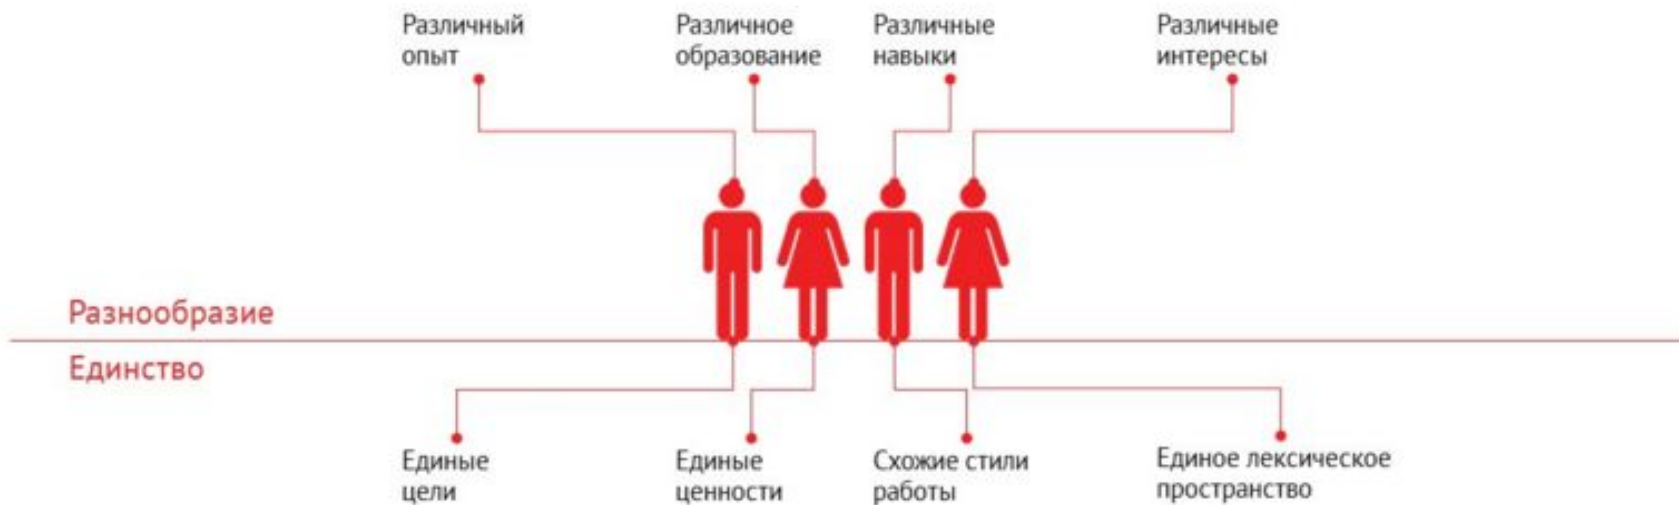 Различный
опыт
Различное
образование
Различные
навыки
Различные
интересы
Разнообразие
Единство
Единые
цели
Единые
ценности
Схожие стили
работы
Единое лексическое
пространство